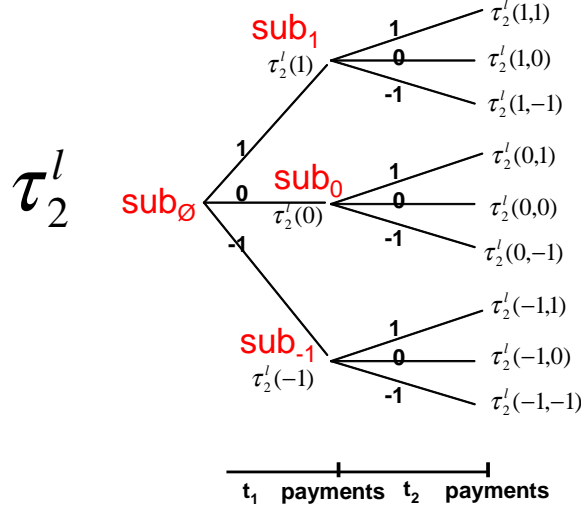 τ₂ˡ(1,1)
1
sub₁
0
τ₂ˡ(1,0)
τ₂ˡ(1)
-1
τ₂ˡ(1,−1)
1
τ₂ˡ(0,1)
1
τ₂ˡ
sub_Ø
0
sub₀
0
τ₂ˡ(0,0)
τ₂ˡ(0)
-1
-1
τ₂ˡ(0,−1)
τ₂ˡ(−1,1)
1
sub₋₁
0
τ₂ˡ(−1,0)
τ₂ˡ(−1)
-1
τ₂ˡ(−1,−1)
t₁ payments t₂ payments